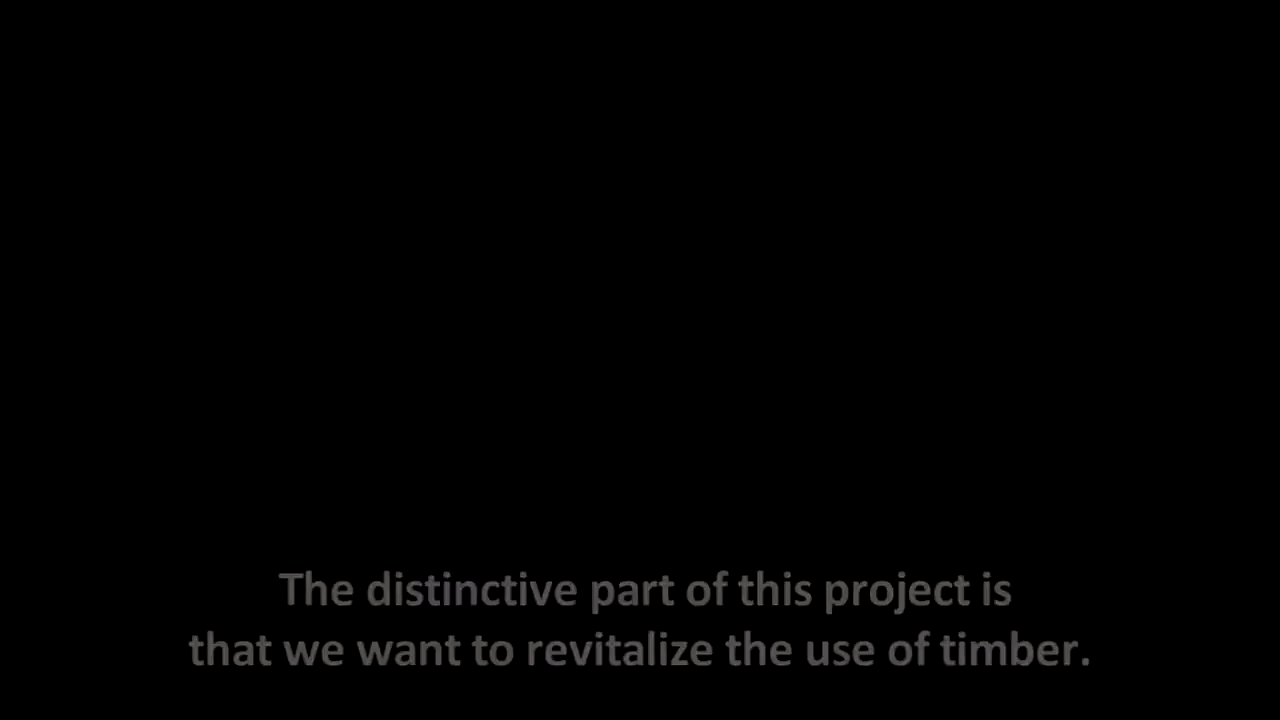 The distinctive part of this project is
that we want to revitalize the use of timber.